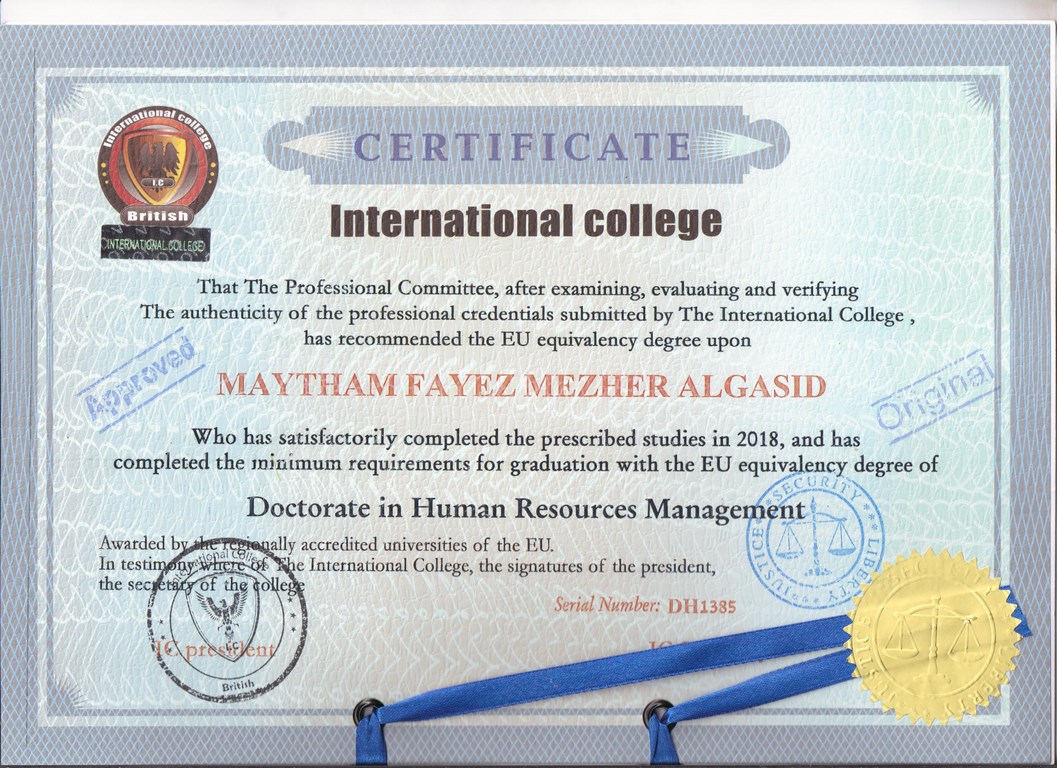 International college
I.C
British
INTERNATIONAL COLLEGE
CERTIFICATE
International college
That The Professional Committee, after examining, evaluating and verifying
The authenticity of the professional credentials submitted by The International College ,
has recommended the EU equivalency degree upon
Approved
MAYTHAM FAYEZ MEZHER ALGASID
Original
Who has satisfactorily completed the prescribed studies in 2018, and has
completed the minimum requirements for graduation with the EU equivalency degree of
Doctorate in Human Resources Management
SECURITY
JUSTICE
LIBERTY
Awarded by the regionally accredited universities of the EU.
In testimony where of The International College, the signatures of the president,
the secretary of the college
International College
I.C
British
Serial Number: DH1385
IC president
IC